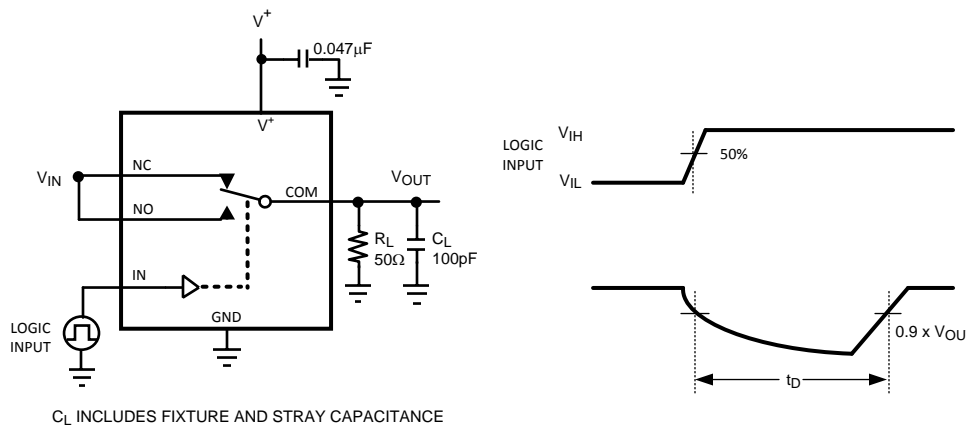 V+
0.047μF
V+
VIN
NC
NO
COM
VOUT
RL
50Ω
CL
100pF
IN
GND
LOGIC
INPUT
CL INCLUDES FIXTURE AND STRAY CAPACITANCE
LOGIC
INPUT
VIH
VIL
50%
0.9 x VOU
tD